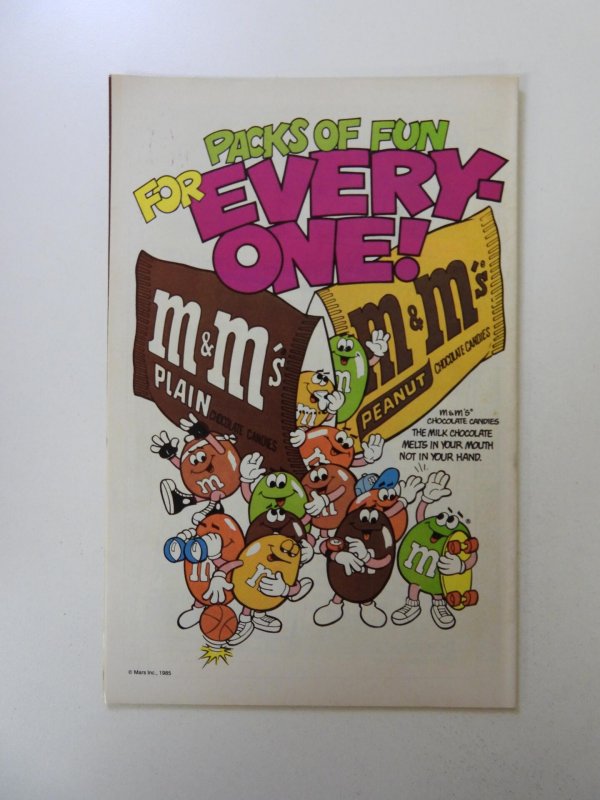 PACKS OF FUN
FOR EVERY-
ONE!
m&m's
PLAIN
CHOCOLATE CANDIES
m&m's®
PEANUT
CHOCOLATE CANDIES
m&m's®
CHOCOLATE CANDIES
THE MILK CHOCOLATE
MELTS IN YOUR MOUTH
NOT IN YOUR HAND.
m
m
m
m
m
m
m
m
© Mars Inc., 1985